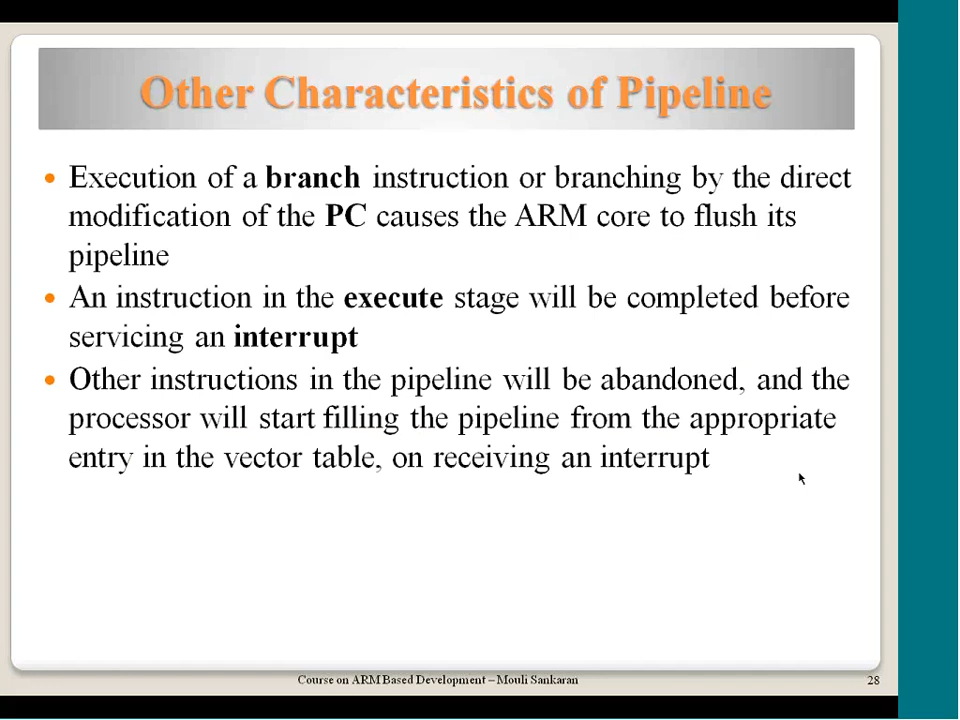 Other Characteristics of Pipeline
• Execution of a branch instruction or branching by the direct
modification of the PC causes the ARM core to flush its
pipeline
• An instruction in the execute stage will be completed before
servicing an interrupt
• Other instructions in the pipeline will be abandoned, and the
processor will start filling the pipeline from the appropriate
entry in the vector table, on receiving an interrupt
Course on ARM Based Development – Mouli Sankaran
28